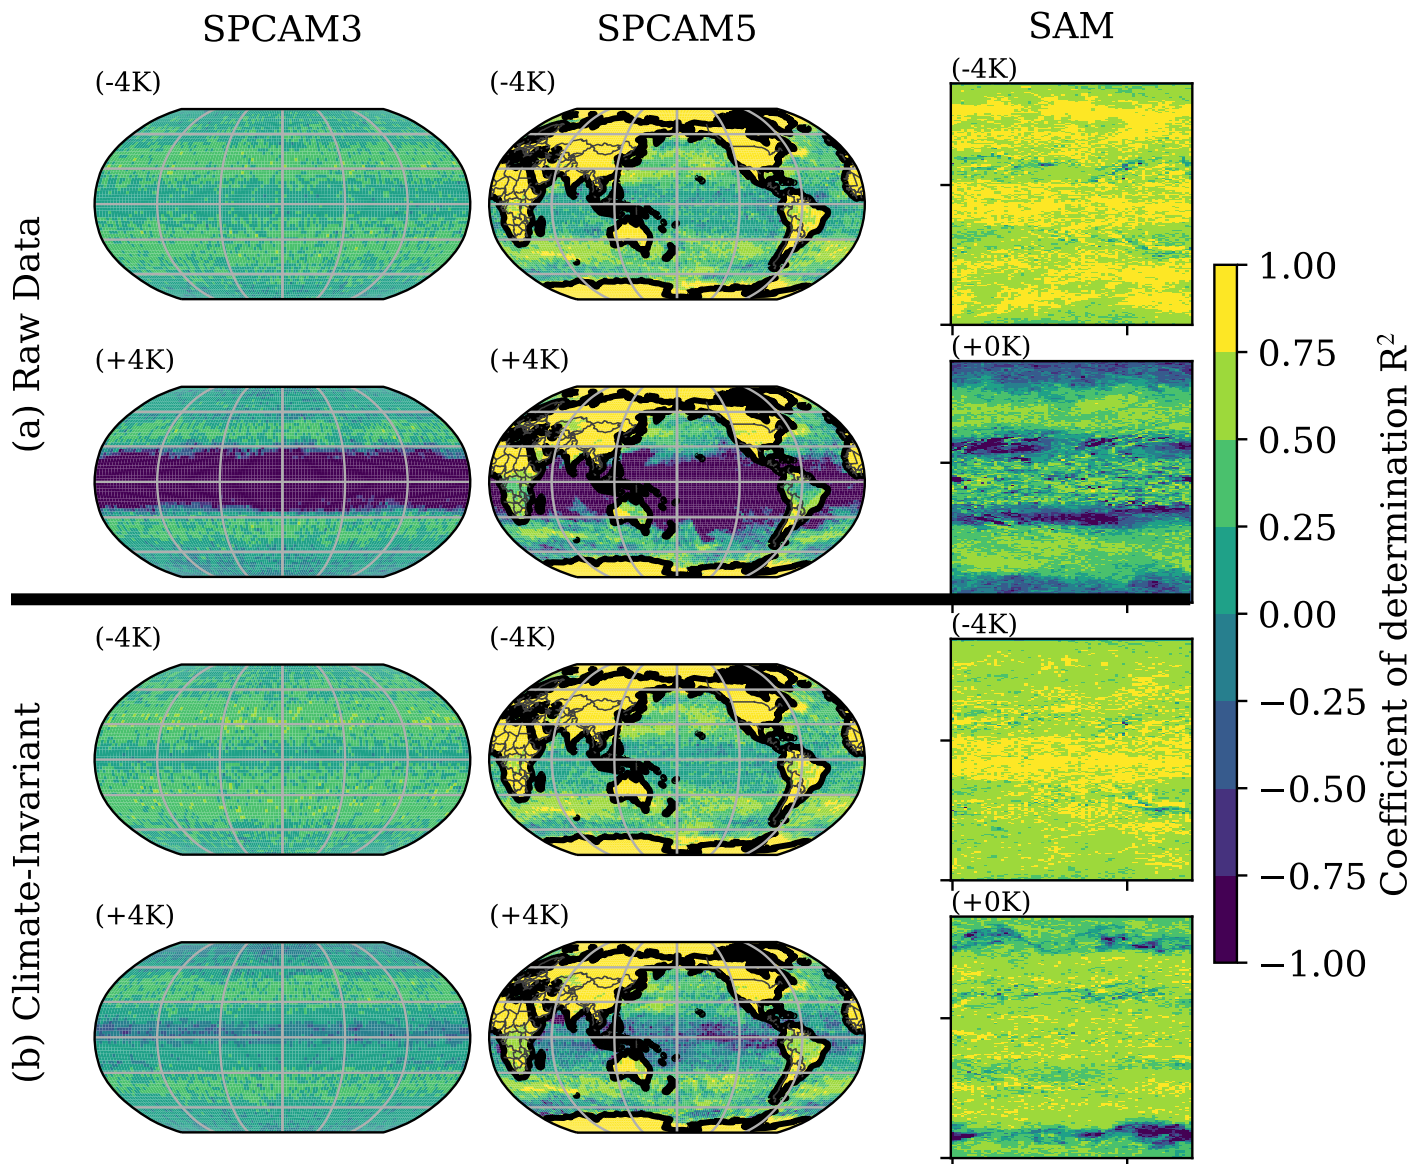 SPCAM3
SPCAM5
SAM
(-4K)
(-4K)
(-4K)
(a) Raw Data
(+4K)
(+4K)
(+0K)
(-4K)
(-4K)
(-4K)
(b) Climate-Invariant
(+4K)
(+4K)
(+0K)
1.00
0.75
0.50
0.25
0.00
−0.25
−0.50
−0.75
−1.00
Coefficient of determination R²